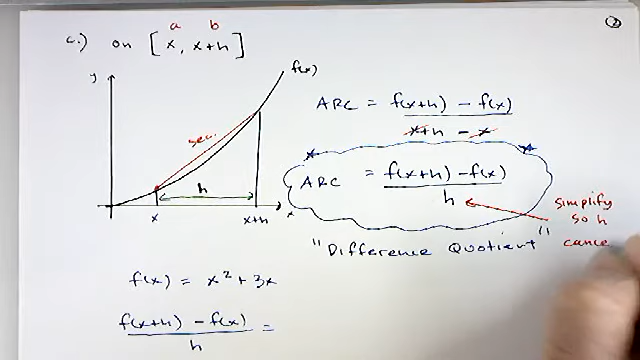 ②
a b
c.) on [x, x+h]
y
f(x)
sec.
h
x x+h
ARC = f(x+h) - f(x)
x+h - x
ARC = f(x+h) - f(x)
h
simplify
so h
cance
"Difference Quotient"
f(x) = x² + 3x
f(x+h) - f(x) =
h